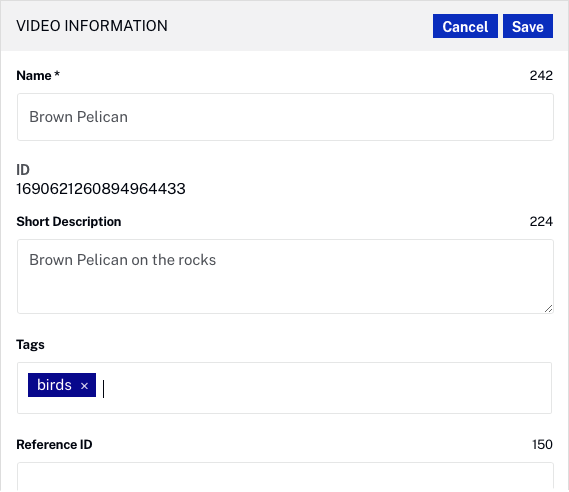 VIDEO INFORMATION Cancel Save
Name * 242
Brown Pelican
ID
1690621260894964433
Short Description 224
Brown Pelican on the rocks
Tags
birds ×
Reference ID 150